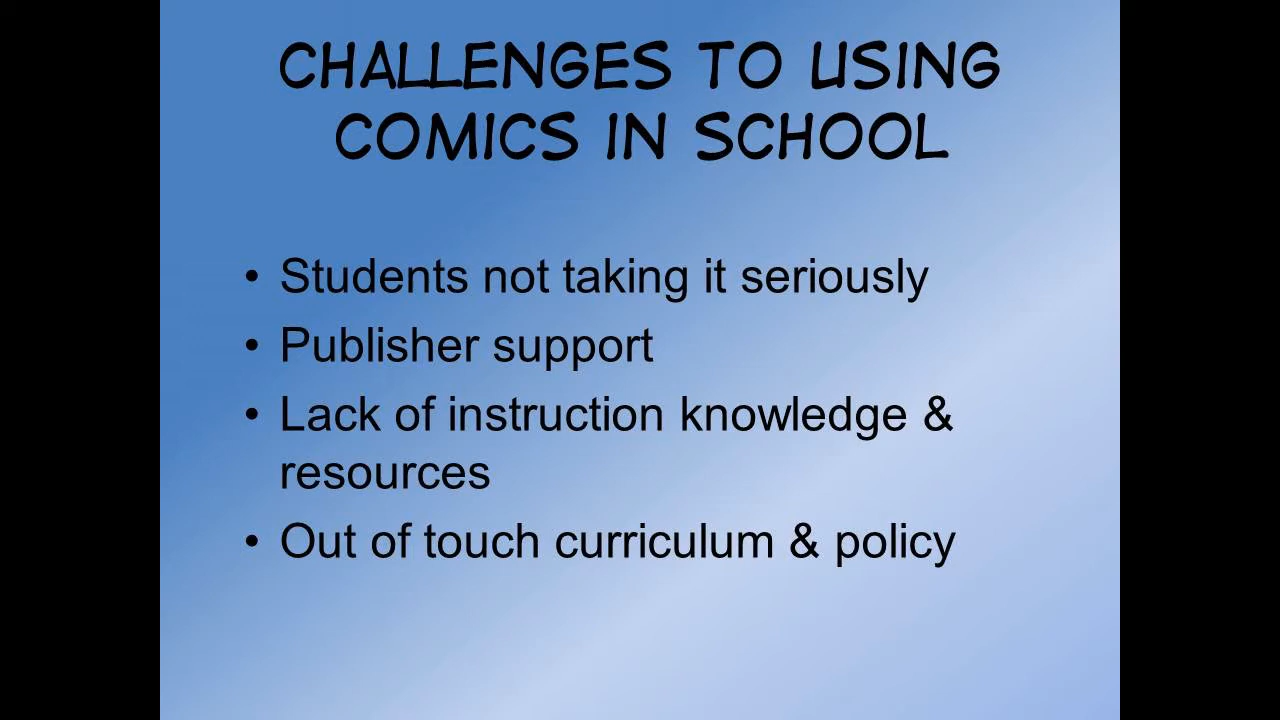 CHALLENGES TO USING
COMICS IN SCHOOL
• Students not taking it seriously
• Publisher support
• Lack of instruction knowledge &
resources
• Out of touch curriculum & policy